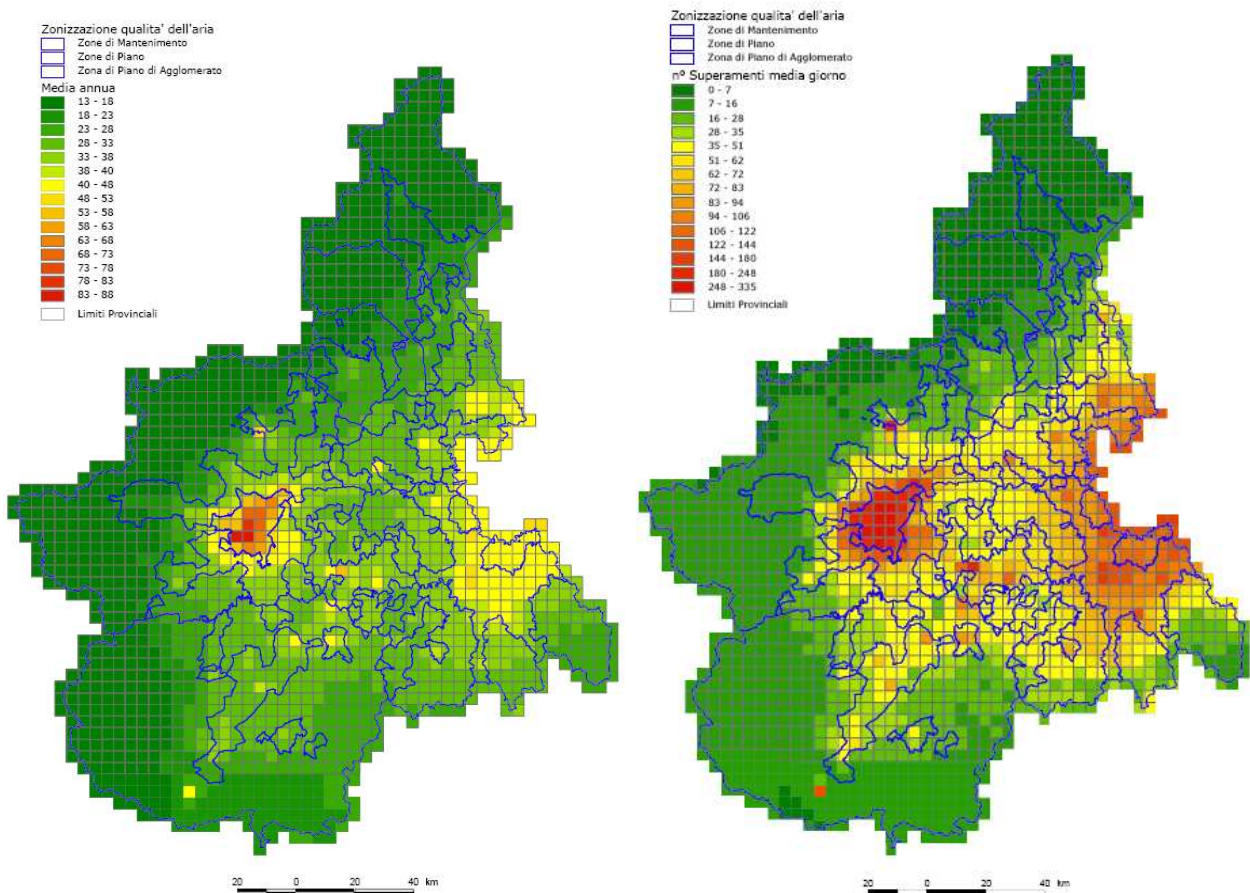 Zonizzazione qualita' dell'aria
Zone di Mantenimento
Zone di Piano
Zona di Piano di Agglomerato
Media annua
13 - 18
18 - 23
23 - 28
28 - 33
33 - 38
38 - 40
40 - 48
48 - 53
53 - 58
58 - 63
63 - 68
68 - 73
73 - 78
78 - 83
83 - 88
Limiti Provinciali
20 0 20 40 km
Zonizzazione qualita' dell'aria
Zone di Mantenimento
Zone di Piano
Zona di Piano di Agglomerato
n° Superamenti media giorno
0 - 7
7 - 16
16 - 28
28 - 35
35 - 51
51 - 62
62 - 72
72 - 83
83 - 94
94 - 106
106 - 122
122 - 144
144 - 180
180 - 248
248 - 335
Limiti Provinciali
20 0 20 40 km